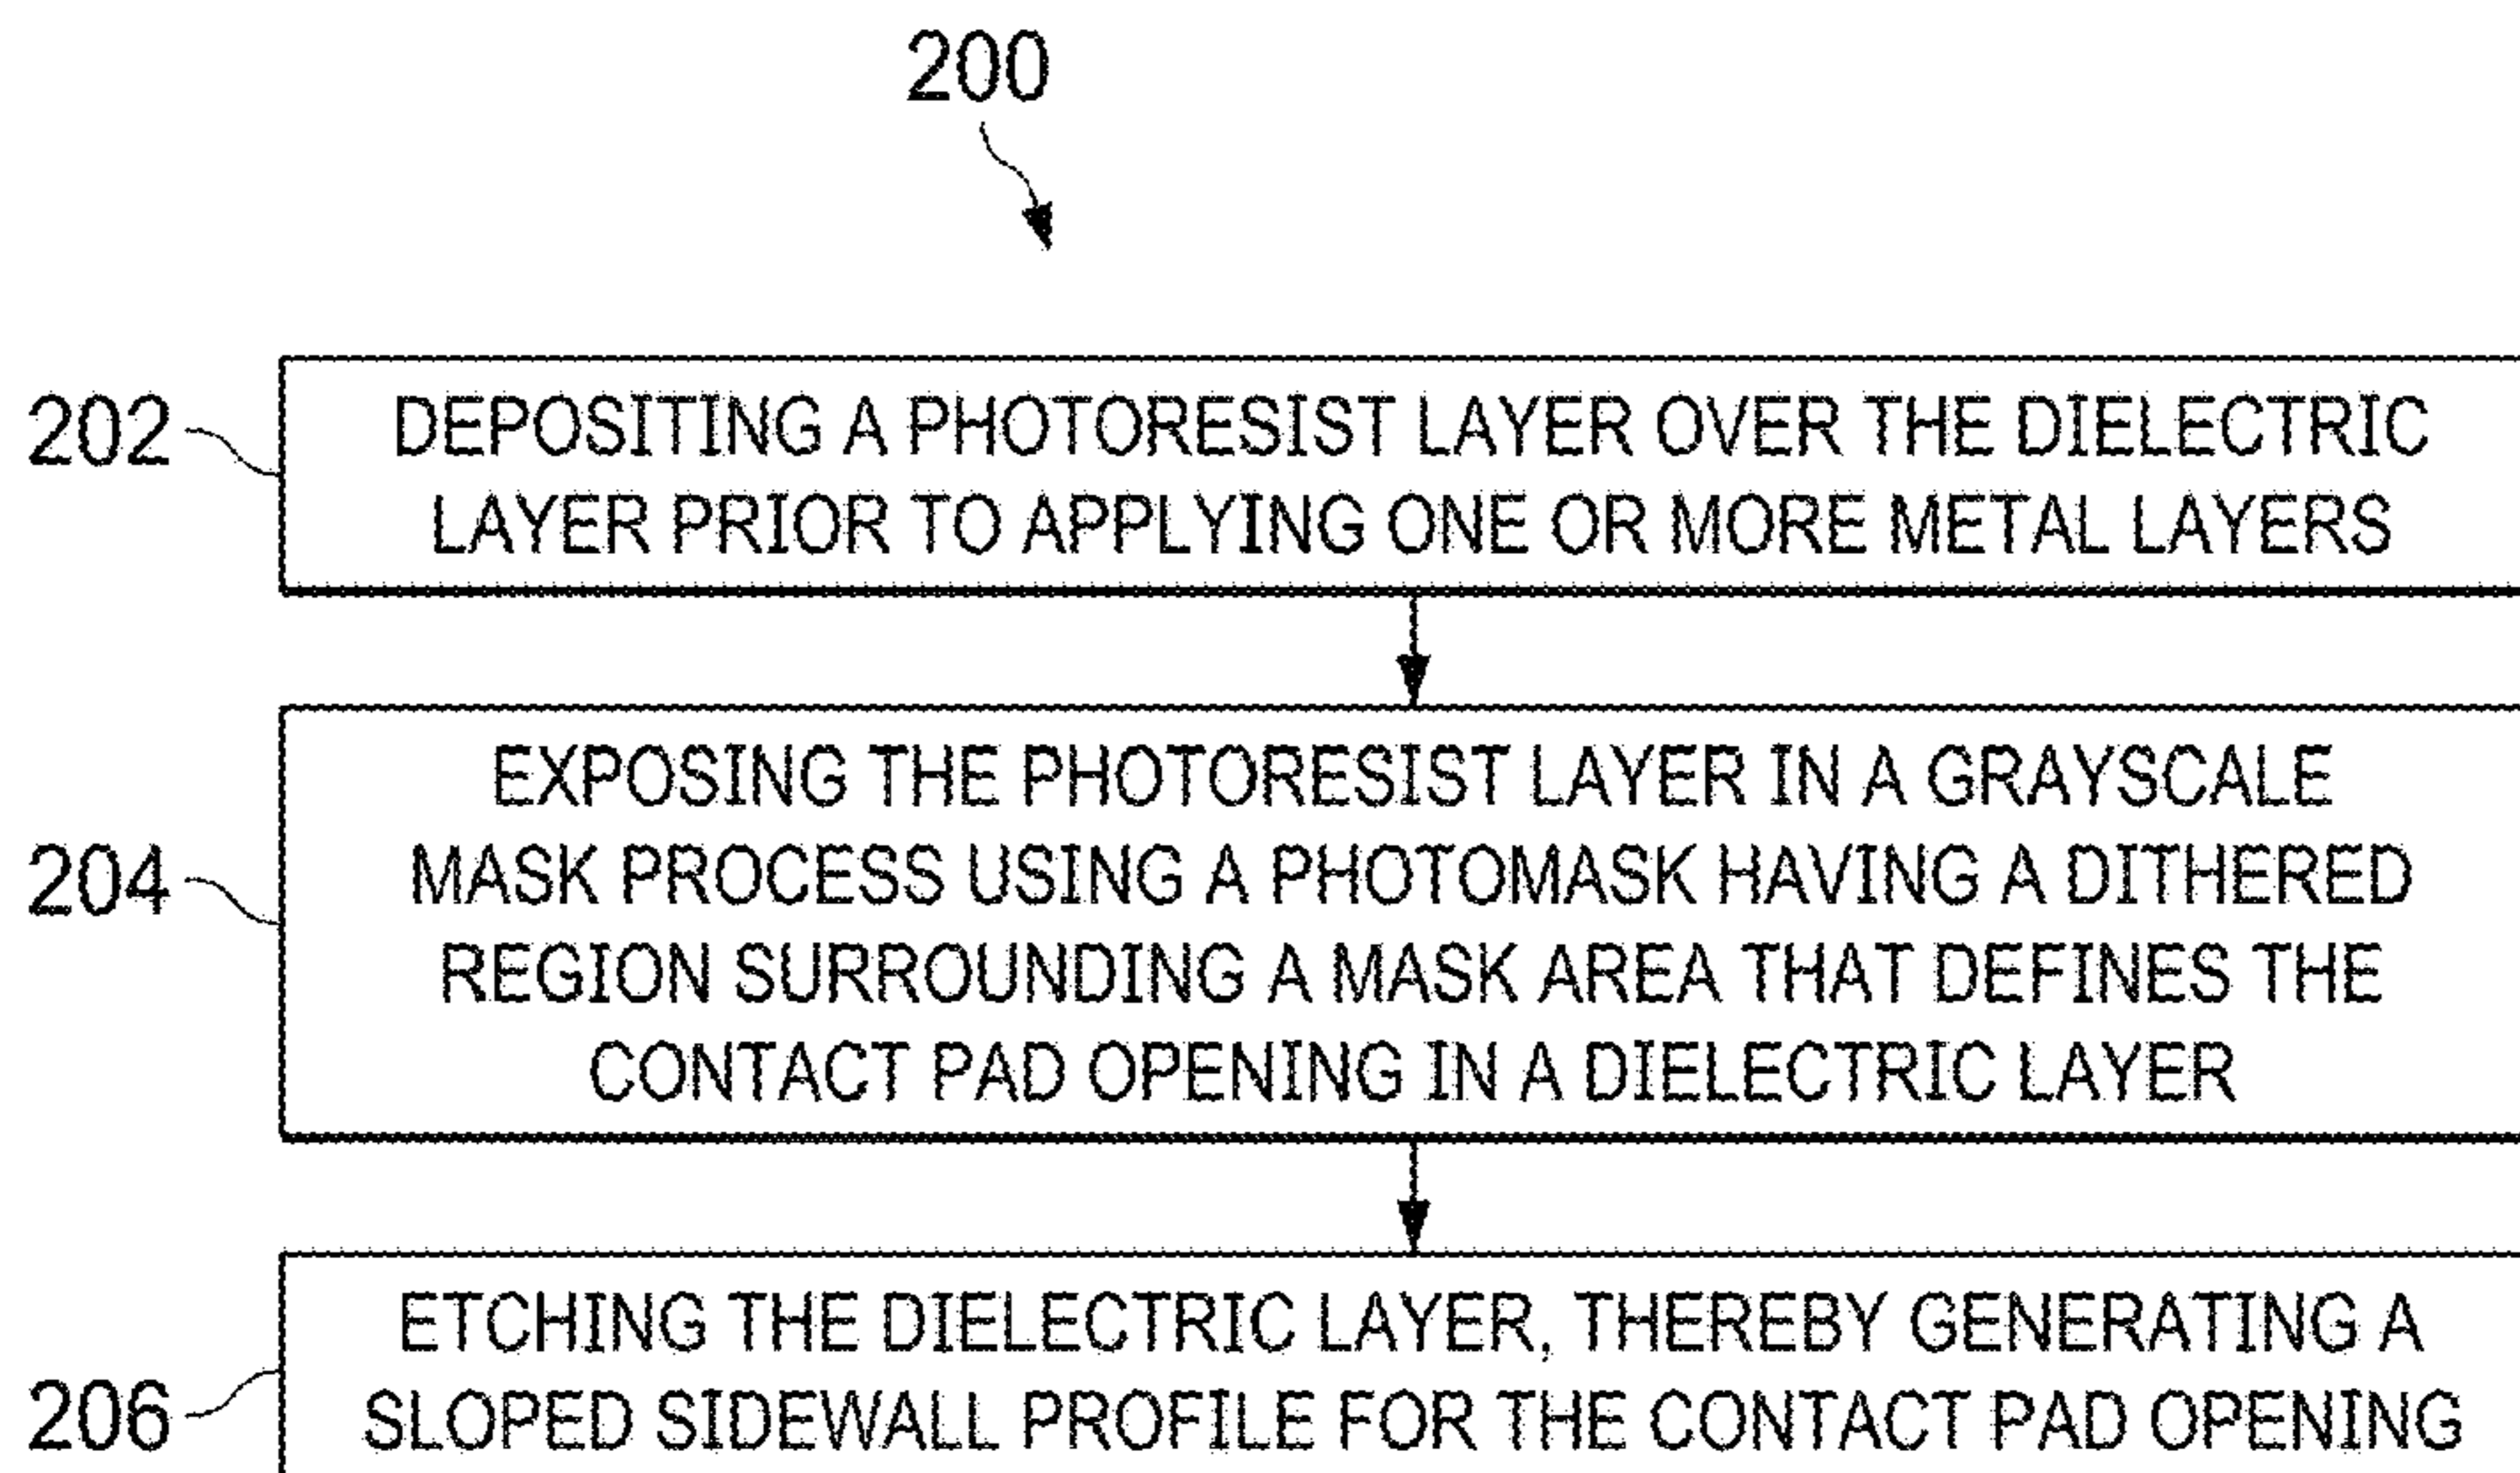 200
202
DEPOSITING A PHOTORESIST LAYER OVER THE DIELECTRIC
LAYER PRIOR TO APPLYING ONE OR MORE METAL LAYERS
204
EXPOSING THE PHOTORESIST LAYER IN A GRAYSCALE
MASK PROCESS USING A PHOTOMASK HAVING A DITHERED
REGION SURROUNDING A MASK AREA THAT DEFINES THE
CONTACT PAD OPENING IN A DIELECTRIC LAYER
206
ETCHING THE DIELECTRIC LAYER, THEREBY GENERATING A
SLOPED SIDEWALL PROFILE FOR THE CONTACT PAD OPENING